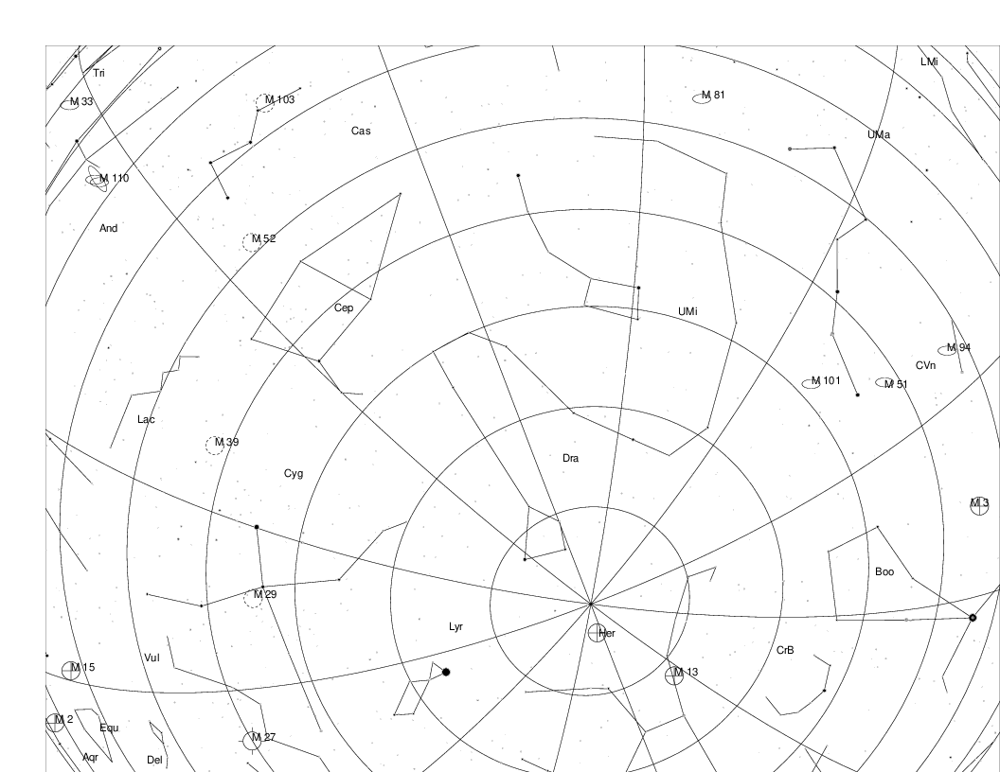 LMi
Tri
M 81
M 103
M 33
Cas
UMa
M 110
And
M 52
Cep
UMi
M 94
CVn
M 101
M 51
Lac
M 39
Dra
Cyg
M 3
Boo
M 29
Lyr
Her
CrB
Vul
M 15
M 13
M 2
Equ
M 27
Aqr
Del